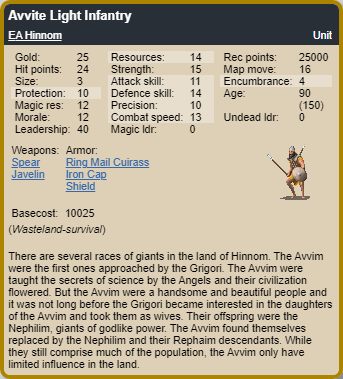 Avvite Light Infantry
EA Hinnom Unit
Gold: 25 Resources: 14 Rec points: 25000
Hit points: 24 Strength: 15 Map move: 16
Size: 3 Attack skill: 11 Encumbrance: 4
Protection: 10 Defence skill: 14 Age: 90
Magic res: 12 Precision: 10 (150)
Morale: 12 Combat speed: 13 Undead ldr: 0
Leadership: 40 Magic ldr: 0
Weapons: Armor:
Spear Ring Mail Cuirass
Javelin Iron Cap
Shield
Basecost: 10025
(Wasteland-survival)
There are several races of giants in the land of Hinnom. The Avvim
were the first ones approached by the Grigori. The Avvim were
taught the secrets of science by the Angels and their civilization
flowered. But the Avvim were a handsome and beautiful people and
it was not long before the Grigori became interested in the daughters
of the Avvim and took them as wives. Their offspring were the
Nephilim, giants of godlike power. The Avvim found themselves
replaced by the Nephilim and their Rephaim descendants. While
they still comprise much of the population, the Avvim only have
limited influence in the land.